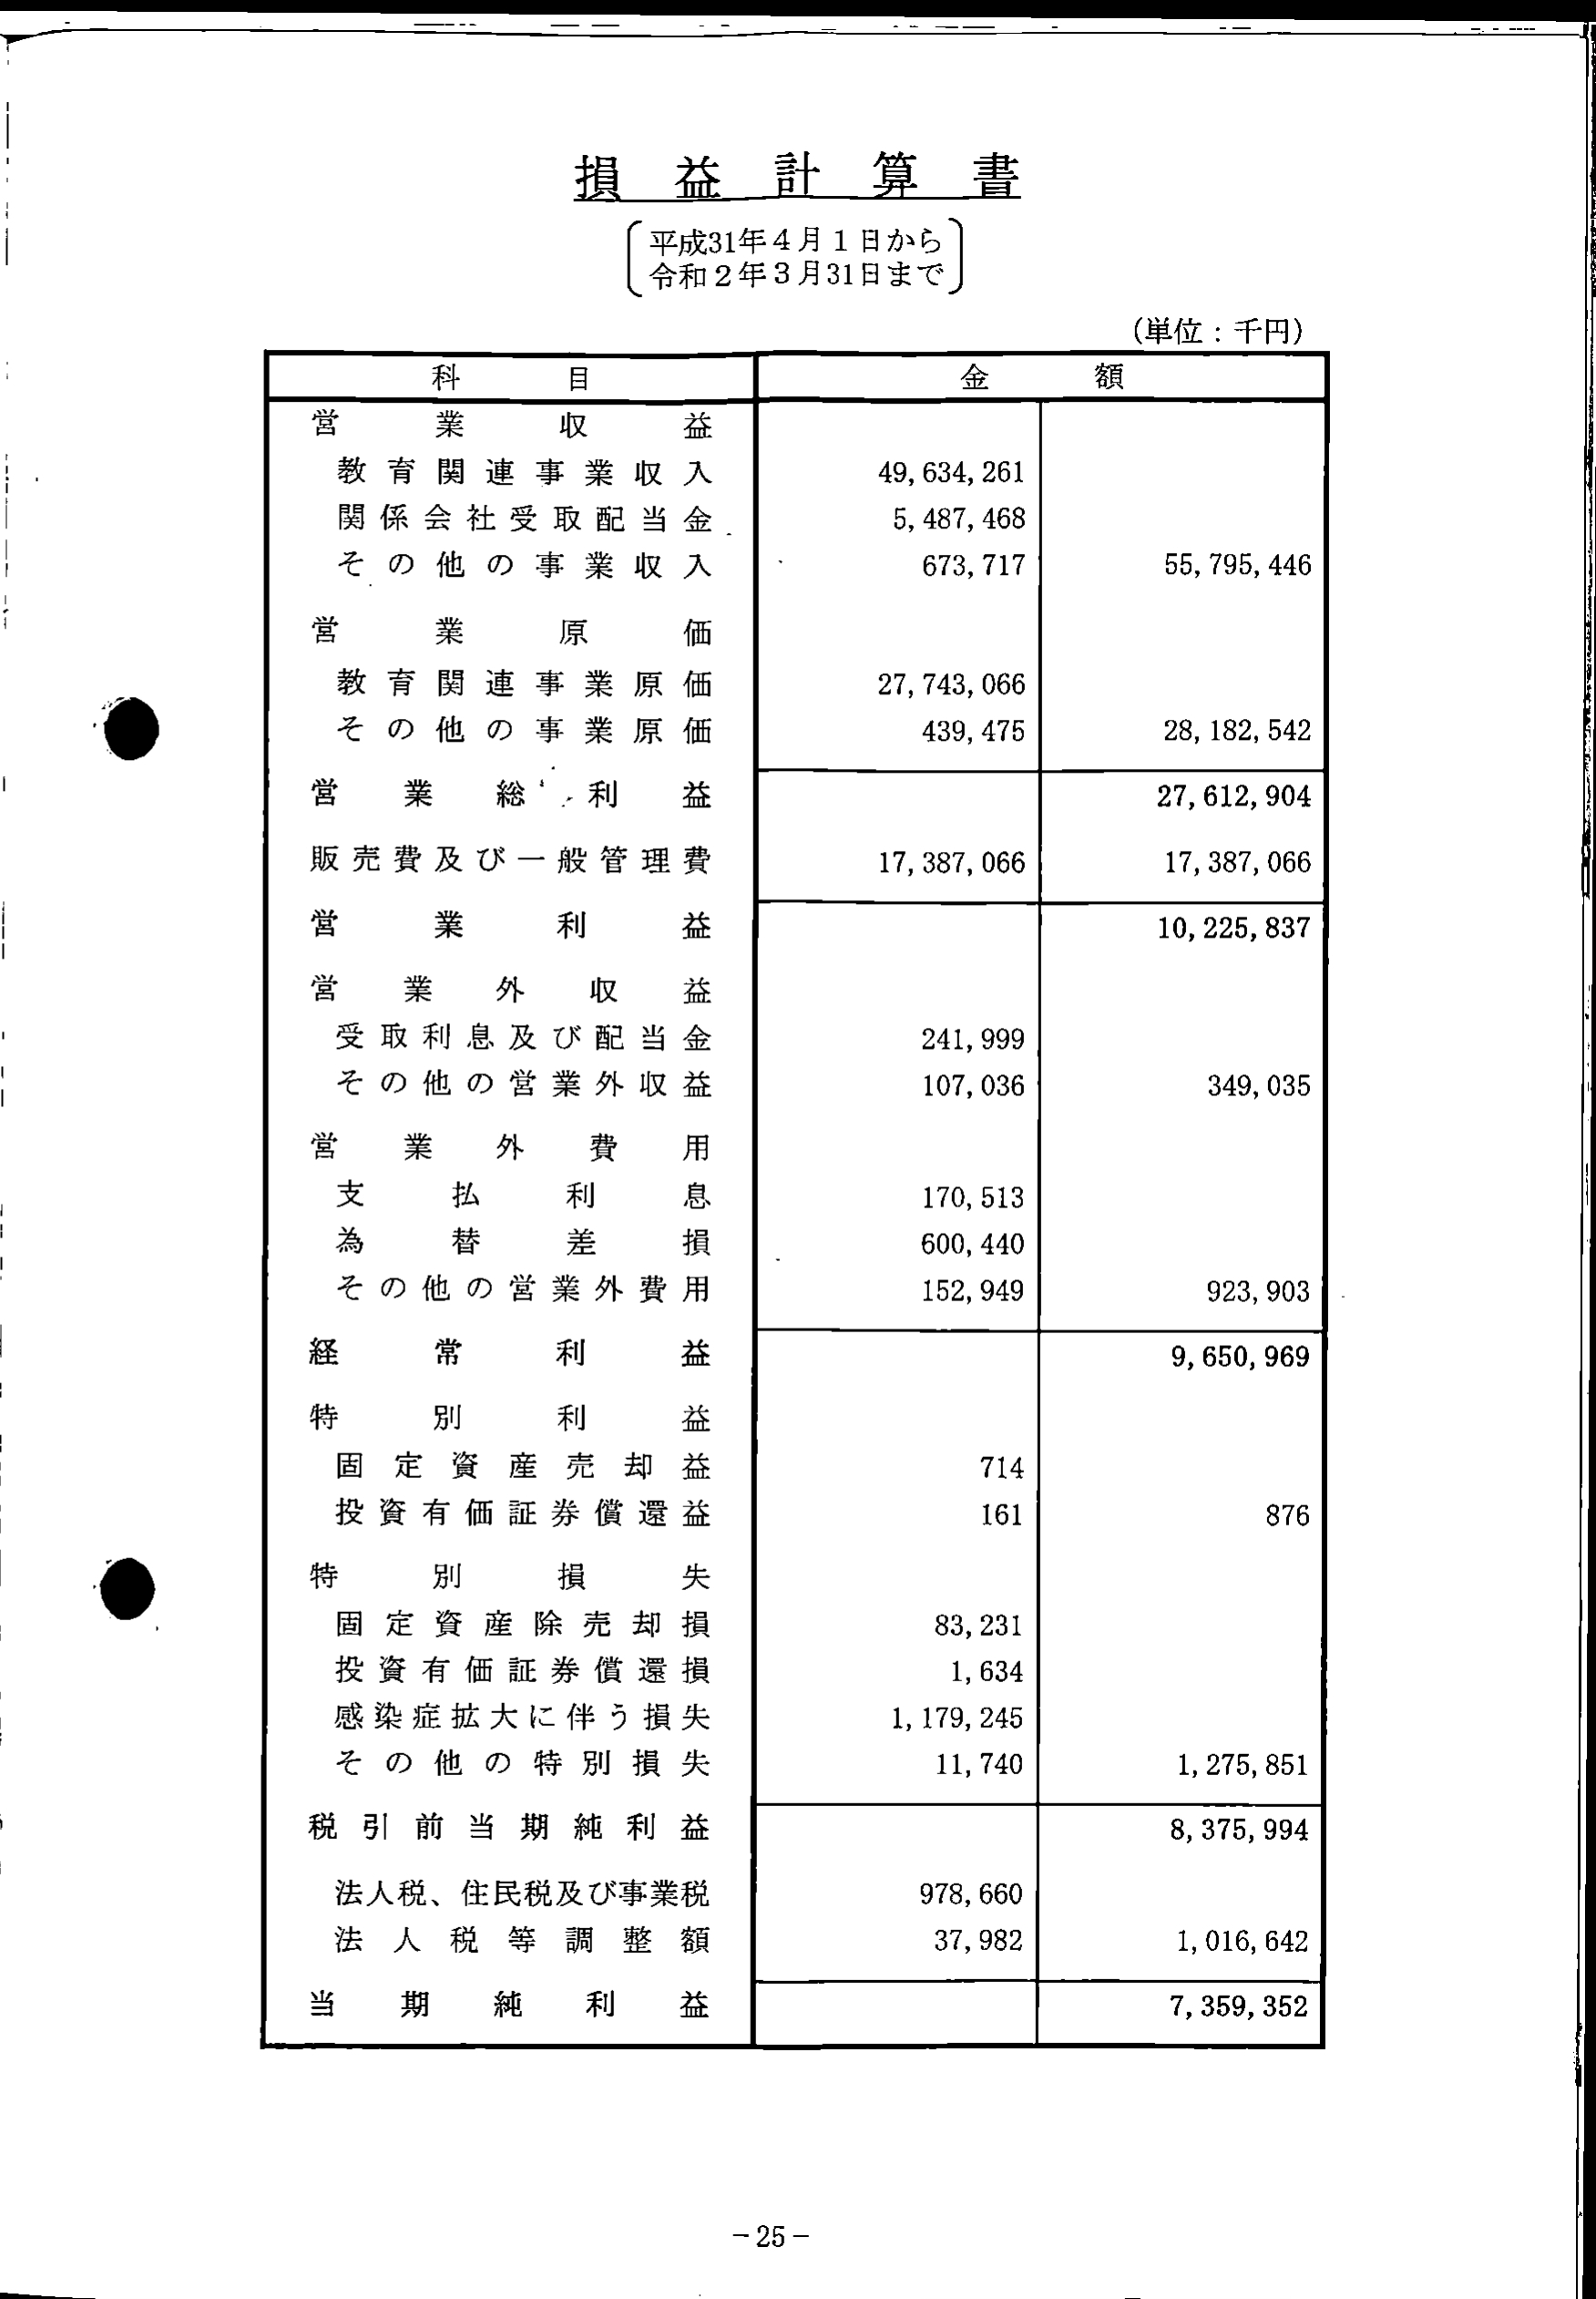 損益計算書
平成31年4月1日から
令和2年3月31日まで
(単位：千円)
科目 金額
営業収益
教育関連事業収入 49,634,261
関係会社受取配当金 5,487,468
その他の事業収入 673,717 55,795,446
営業原価
教育関連事業原価 27,743,066
その他の事業原価 439,475 28,182,542
営業総利益 27,612,904
販売費及び一般管理費 17,387,066 17,387,066
営業利益 10,225,837
営業外収益
受取利息及び配当金 241,999
その他の営業外収益 107,036 349,035
営業外費用
支払利息 170,513
為替差損 600,440
その他の営業外費用 152,949 923,903
経常利益 9,650,969
特別利益
固定資産売却益 714
投資有価証券償還益 161 876
特別損失
固定資産除売却損 83,231
投資有価証券償還損 1,634
感染症拡大に伴う損失 1,179,245
その他の特別損失 11,740 1,275,851
税引前当期純利益 8,375,994
法人税、住民税及び事業税 978,660
法人税等調整額 37,982 1,016,642
当期純利益 7,359,352
－25－